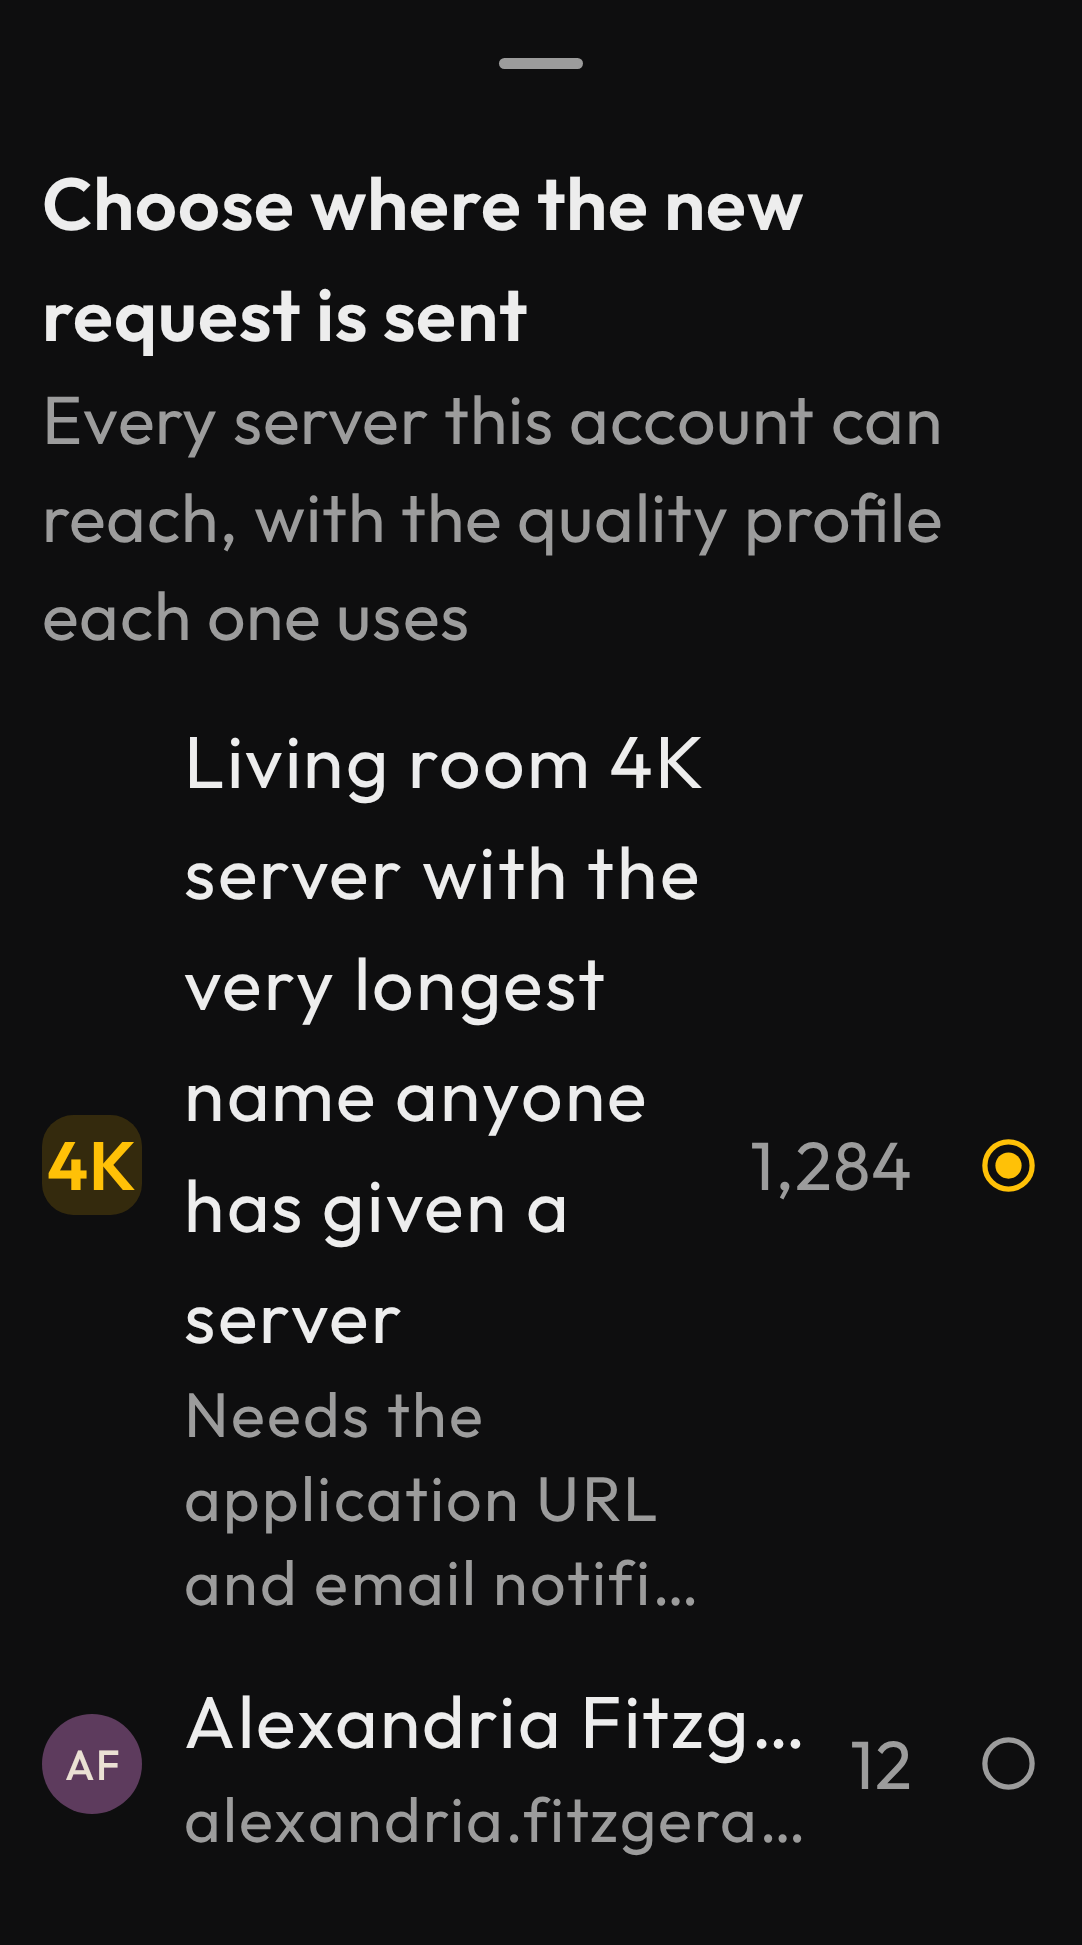 Choose where the new
request is sent
Every server this account can
reach, with the quality profile
each one uses
Living room 4K
server with the
very longest
name anyone
has given a
server
4K
1,284
Needs the
application URL
and email notifi…
Alexandria Fitzg…
AF
12
alexandria.fitzgera…